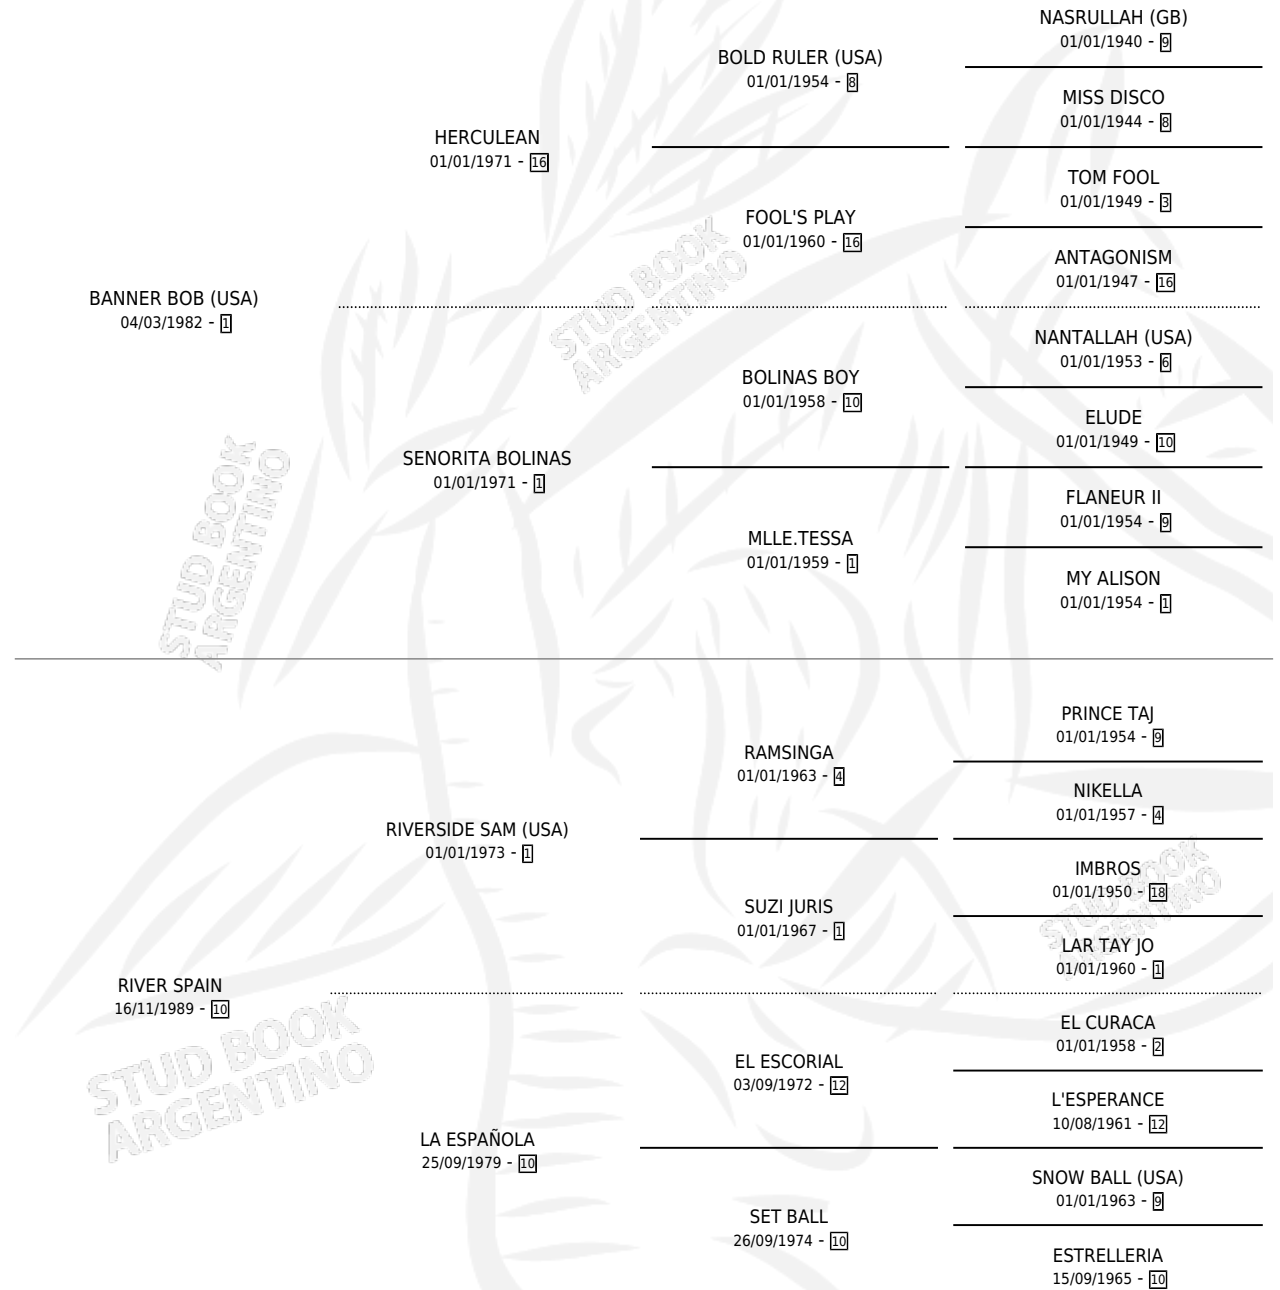 NASRULLAH (GB)
01/01/1940 - 9
BOLD RULER (USA)
01/01/1954 - 8
MISS DISCO
01/01/1944 - 8
HERCULEAN
01/01/1971 - 16
TOM FOOL
01/01/1949 - 3
FOOL'S PLAY
01/01/1960 - 16
ANTAGONISM
01/01/1947 - 16
BANNER BOB (USA)
04/03/1982 - 1
STUD BOOK
ARGENTINO
NANTALLAH (USA)
01/01/1953 - 6
BOLINAS BOY
01/01/1958 - 10
ELUDE
01/01/1949 - 10
SENORITA BOLINAS
01/01/1971 - 1
FLANEUR II
01/01/1954 - 9
MLLE.TESSA
01/01/1959 - 1
MY ALISON
01/01/1954 - 1
STUD BOOK
ARGENTINO
PRINCE TAJ
01/01/1954 - 9
RAMSINGA
01/01/1963 - 4
NIKELLA
01/01/1957 - 4
RIVERSIDE SAM (USA)
01/01/1973 - 1
IMBROS
01/01/1950 - 18
SUZI JURIS
01/01/1967 - 1
LAR TAY JO
01/01/1960 - 1
STUD BOOK
ARGENTINO
RIVER SPAIN
16/11/1989 - 10
EL CURACA
01/01/1958 - 2
EL ESCORIAL
03/09/1972 - 12
L'ESPERANCE
10/08/1961 - 12
STUD BOOK
ARGENTINO
LA ESPAÑOLA
25/09/1979 - 10
SNOW BALL (USA)
01/01/1963 - 9
SET BALL
26/09/1974 - 10
ESTRELLERIA
15/09/1965 - 10